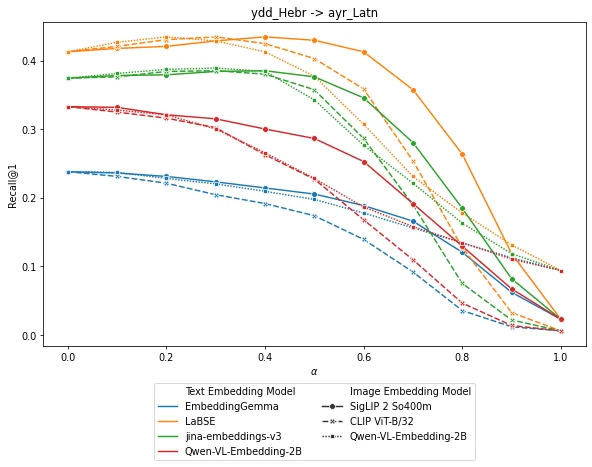 ydd_Hebr -> ayr_Latn
Recall@1
0.4
0.3
0.2
0.1
0.0
0.0 0.2 0.4 0.6 0.8 1.0
α
Text Embedding Model Image Embedding Model
EmbeddingGemma SigLIP 2 So400m
LaBSE CLIP ViT-B/32
jina-embeddings-v3 Qwen-VL-Embedding-2B
Qwen-VL-Embedding-2B